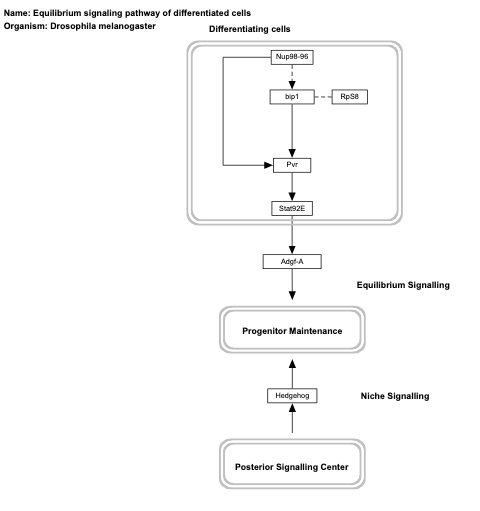 Name: Equilibrium signaling pathway of differentiated cells
Organism: Drosophila melanogaster
Differentiating cells
Nup98-96
bip1
RpS8
Pvr
Stat92E
Adgf-A
Equilibrium Signalling
Progenitor Maintenance
Hedgehog
Niche Signalling
Posterior Signalling Center